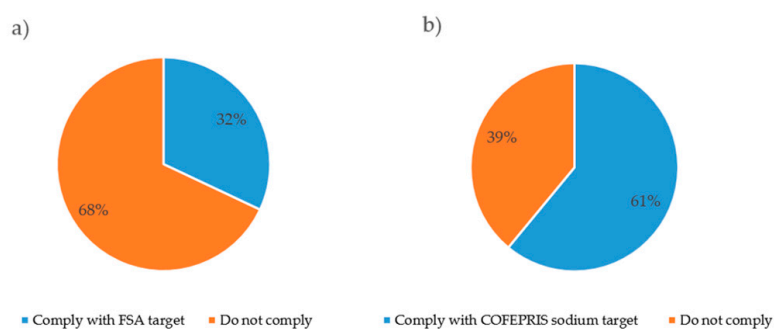 a)
32%
68%
Comply with FSA target
Do not comply
b)
39%
61%
Comply with COFEPRIS sodium target
Do not comply